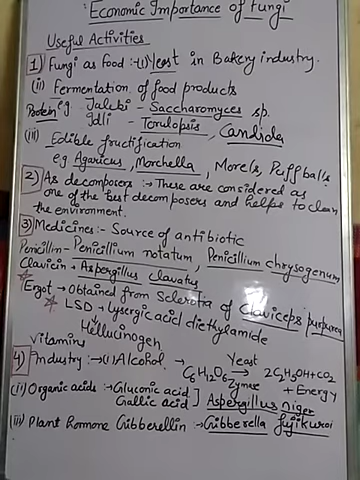 Economic Importance of Fungi
Useful Activities
1) Fungi as food :-(i) Yeast in Bakery industry.
(ii) Fermentation of food products
Protein e.g. Jalebi - Saccharomyces sp.
Idli - Torulopsis, Candida
(iii) Edible fructification
e.g Agaricus, Morchella, Morels, Puff balls
2) As decomposers :→ These are considered as
one of the best decomposers and helps to clean
the environment.
3) Medicines:- Source of antibiotic
Penicillin- Penicillium notatum, Penicillium chrysogenum
Clavicin → Aspergillus clavatus
Ergot → Obtained from Sclerotia of Claviceps purpurea
LSD → Lysergic acid diethylamide
Hallucinogen
Vitamins
4) Industry :→(i) Alcohol → C6H12O6 Yeast Zymase → 2C2H5OH+CO2 + Energy
(ii) Organic acids :- Gluconic acid ] Aspergillus niger
Gallic acid
(iii) Plant hormone Gibberellin :→ Gibberella fujikuroi